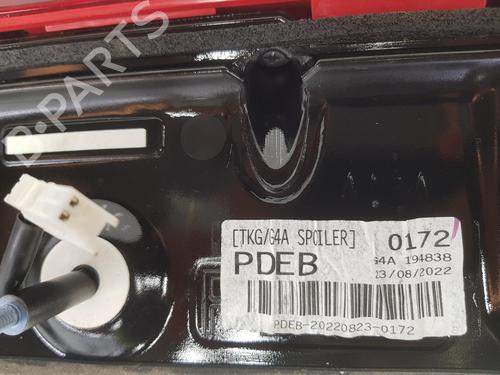 B-PARTS
[TKG/G4A SPOILER]
0172
PDEB
G4A 194838
23/08/2022
PDEB-20220823-0172